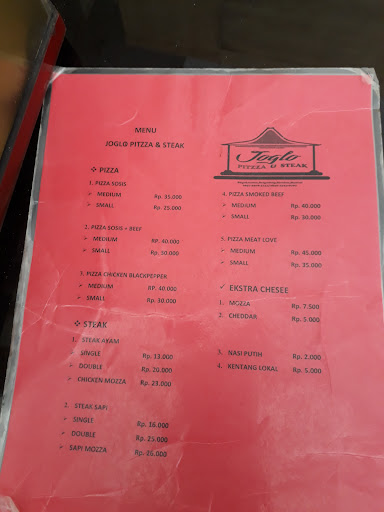 MENU
JOGL@ PITZZA & STEAK
Joglo
PITZZA & STEAK
PIZZA
1. PIZZA SOSIS
MEDIUM Rp. 35.000
SMALL Rp. 25.000
2. PIZZA SOSIS + BEEF
MEDIUM RP. 40.000
SMALL Rp. 30.000
3. PIZZA CHICKEN BLACKPEPPER
MEDIUM RP. 40.000
SMALL Rp. 30.000
STEAK
1. STEAK AYAM
SINGLE Rp. 13.000
DOUBLE Rp. 20.000
CHICKEN MOZZA Rp. 23.000
2. STEAK SAPI
SINGLE Rp. 16.000
DOUBLE Rp. 25.000
SAPI MOZZA Rp. 26.000
4. PIZZA SMOKED BEEF
MEDIUM Rp. 40.000
SMALL Rp. 30.000
5. PIZZA MEAT LOVE
MEDIUM Rp. 45.000
SMALL Rp. 35.000
EKSTRA CHESEE
1. MOZZA Rp. 7.500
2. CHEDDAR Rp. 5.000
3. NASI PUTIH Rp. 2.000
4. KENTANG LOKAL Rp. 5.000